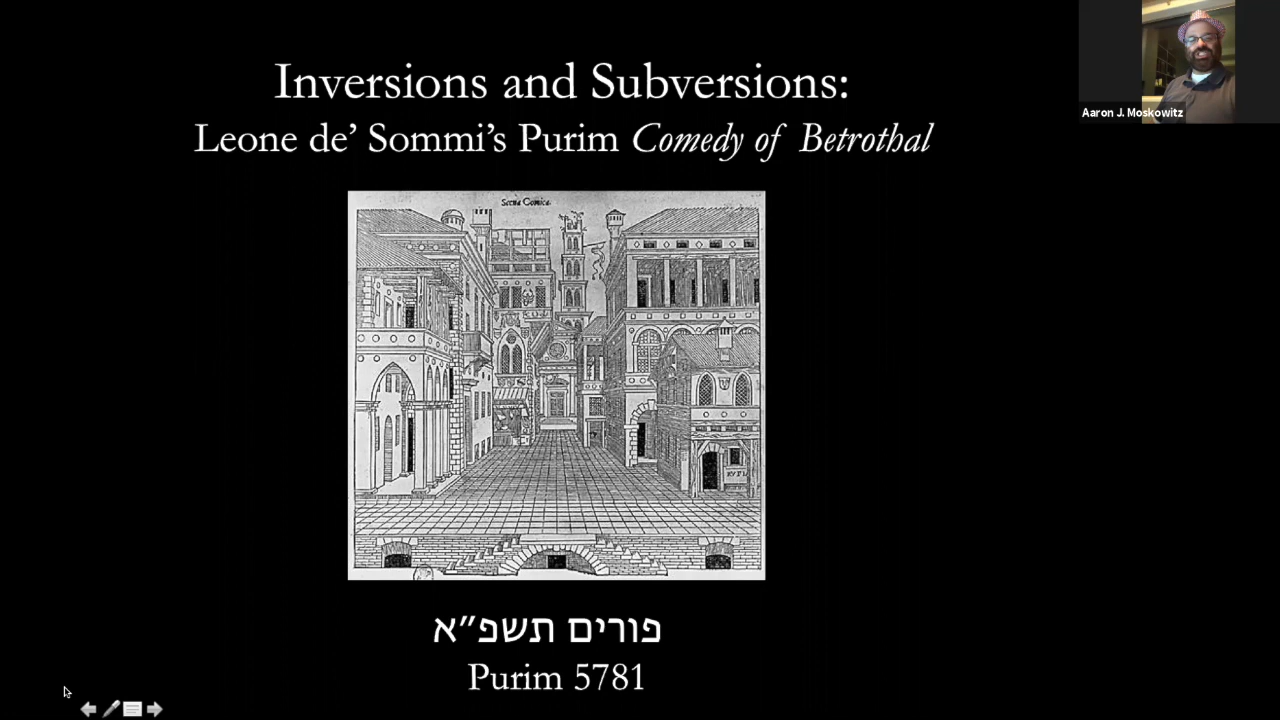 Inversions and Subversions:
Leone de' Sommi's Purim Comedy of Betrothal
Aaron J. Moskowitz
Scena Comica.
פורים תשפ״א
Purim 5781